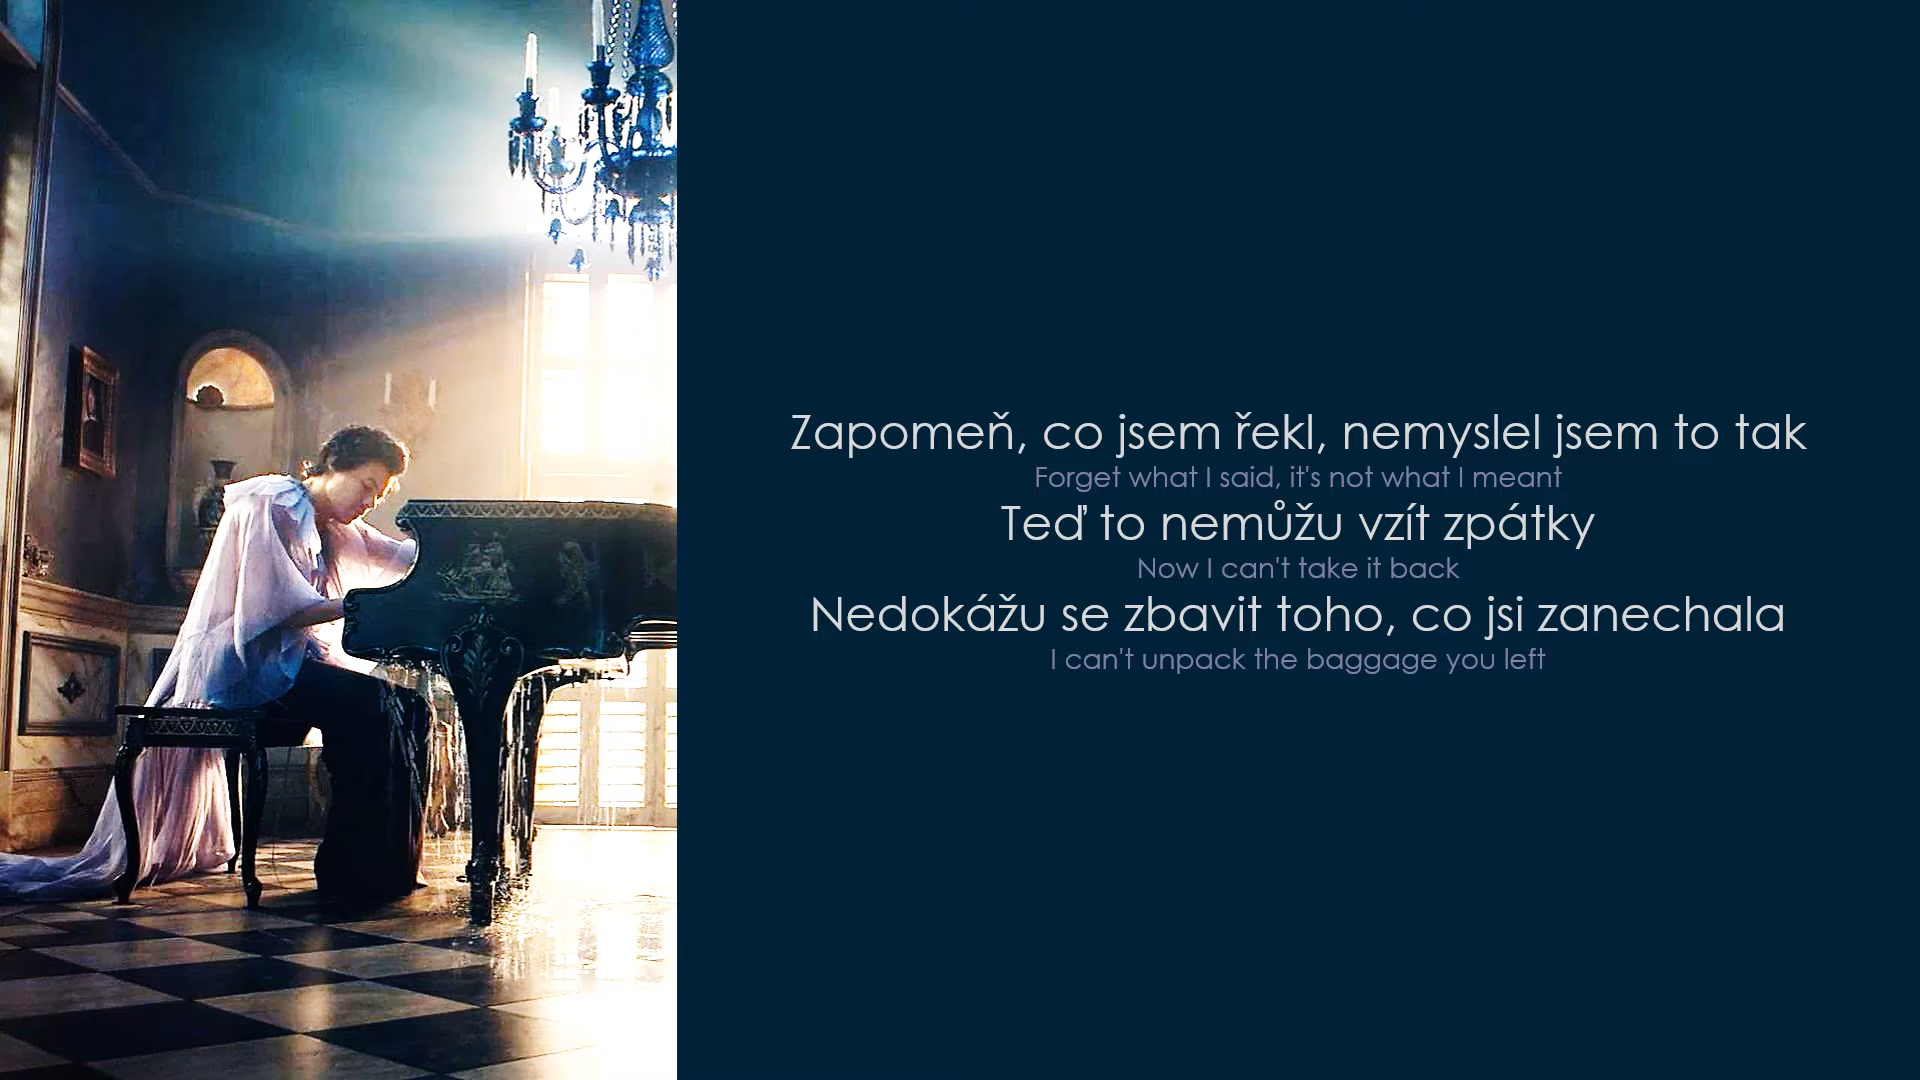 Zapomeň, co jsem řekl, nemyslel jsem to tak
Forget what I said, it's not what I meant
Teď to nemůžu vzít zpátky
Now I can't take it back
Nedokážu se zbavit toho, co jsi zanechala
I can't unpack the baggage you left